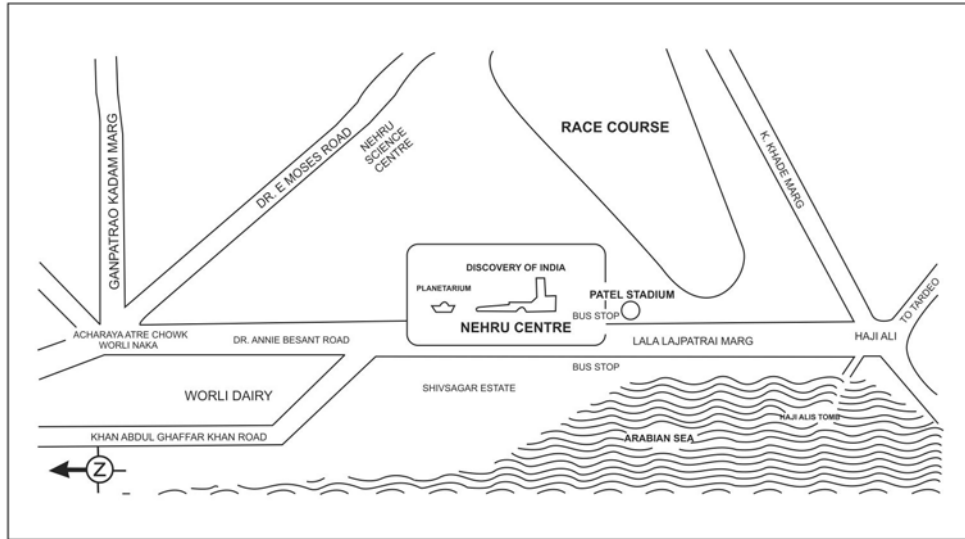 GANPATRAO KADAM MARG
DR. E MOSES ROAD
NEHRU
SCIENCE
CENTRE
RACE COURSE
K. KHADE MARG
DISCOVERY OF INDIA
PLANETARIUM
NEHRU CENTRE
PATEL STADIUM
BUS STOP
TO TARDEO
ACHARAYA ATRE CHOWK
WORLI NAKA
DR. ANNIE BESANT ROAD
LALA LAJPATRAI MARG
HAJI ALI
BUS STOP
WORLI DAIRY
SHIVSAGAR ESTATE
HAJI ALIS TOMB
KHAN ABDUL GHAFFAR KHAN ROAD
ARABIAN SEA
N